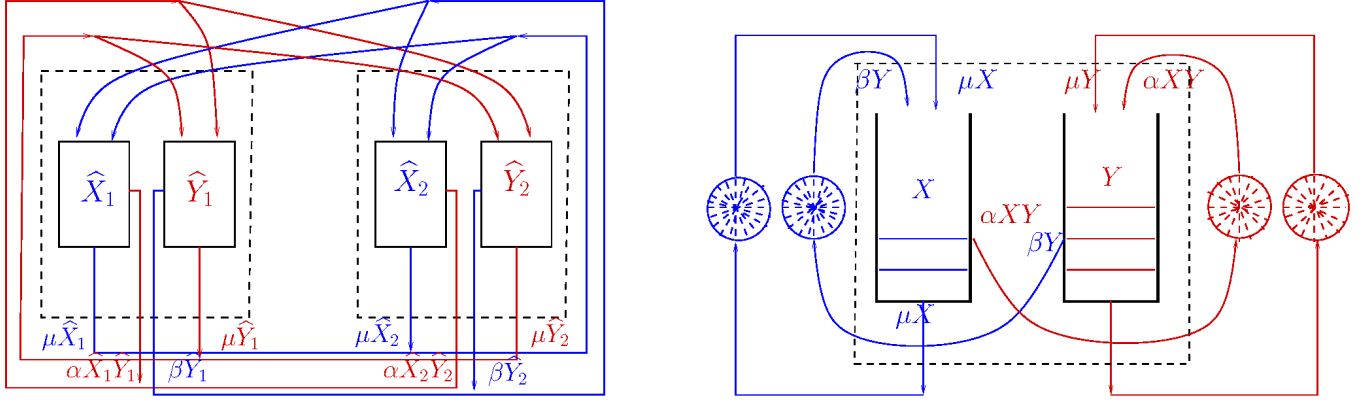 X̂₁ Ŷ₁ X̂₂ Ŷ₂
μX̂₁ μŶ₁ μX̂₂ μŶ₂
αX̂₁Ŷ₁ βŶ₁ αX̂₂Ŷ₂ βŶ₂
βY μX μY αXY
X Y
αXY
βY
μX